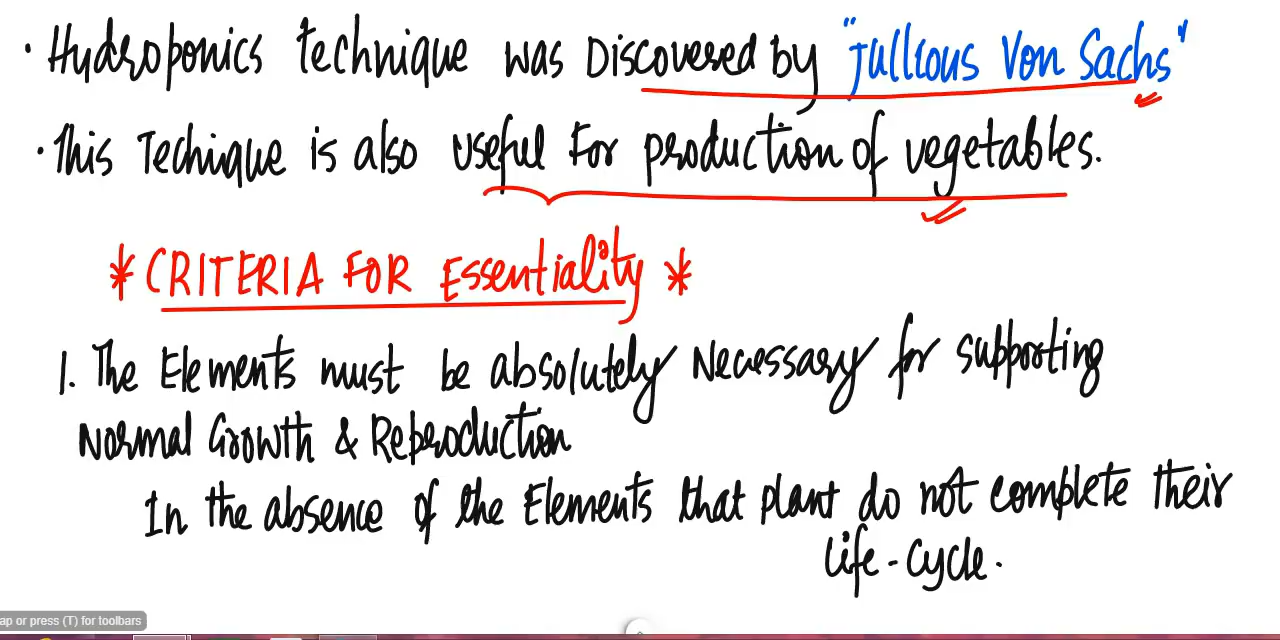 • Hydroponics technique was Discovered by "Jullious Von Sachs"
• This Techinque is also useful for production of vegetables.
* CRITERIA FOR Essentiality *
1. The Elements must be absolutely Necessary for supporting
Normal Growth & Reproduction
In the absence of the Elements that plant do not complete their
life-cycle.
ap or press (T) for toolbars